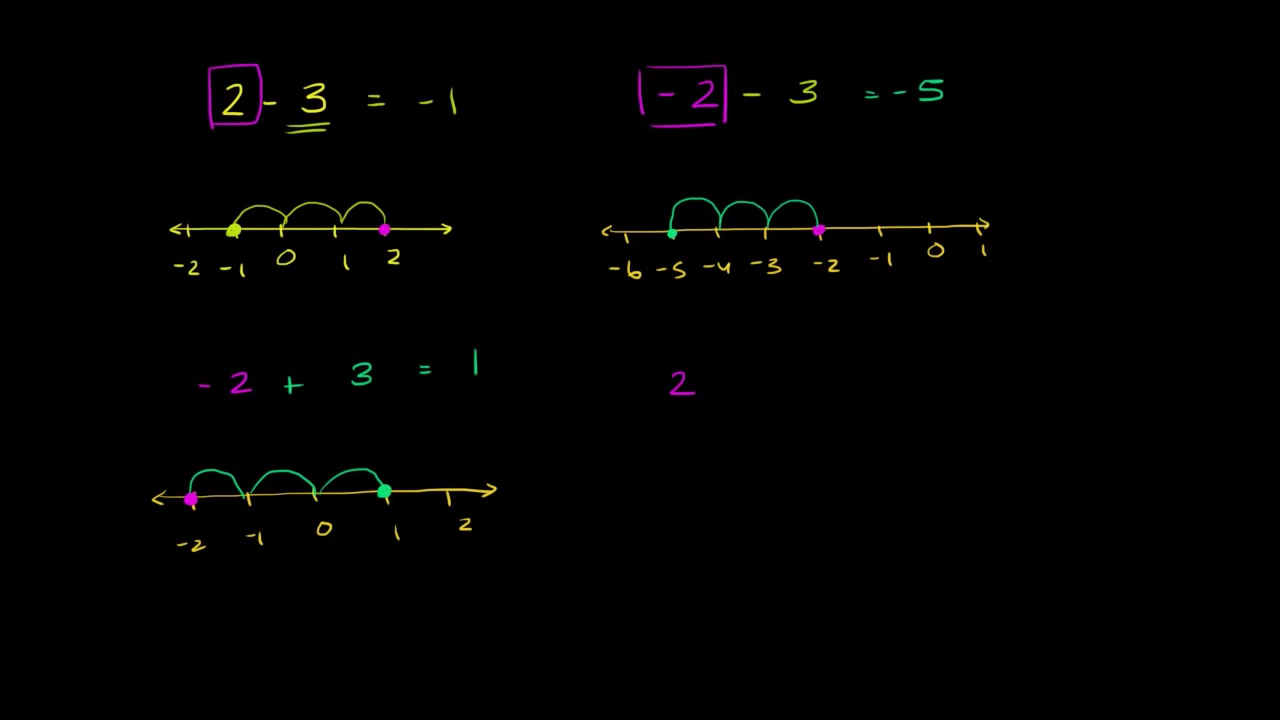 2 - 3 = -1
-2 - 3 = -5
-2 -1 0 1 2
-6 -5 -4 -3 -2 -1 0 1
-2 + 3 = 1
2
-2 -1 0 1 2